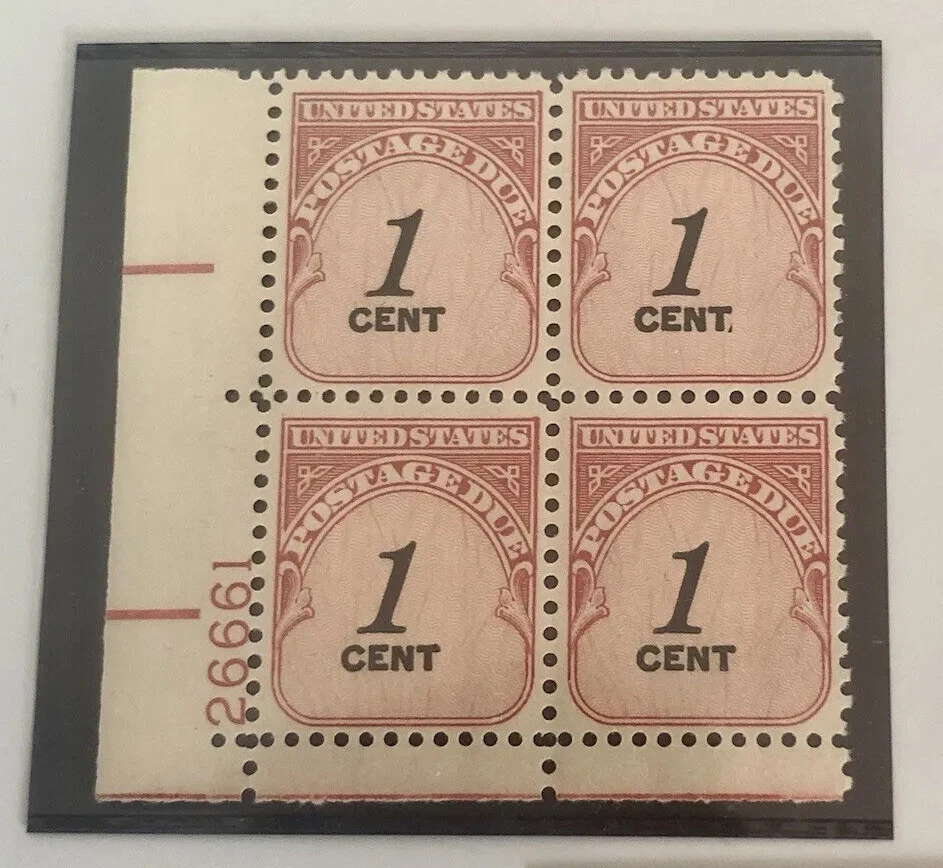 UNITED STATES
POSTAGE DUE
1
CENT
UNITED STATES
POSTAGE DUE
1
CENT,
UNITED STATES
POSTAGE DUE
1
CENT
UNITED STATES
POSTAGE DUE
1
CENT
26661